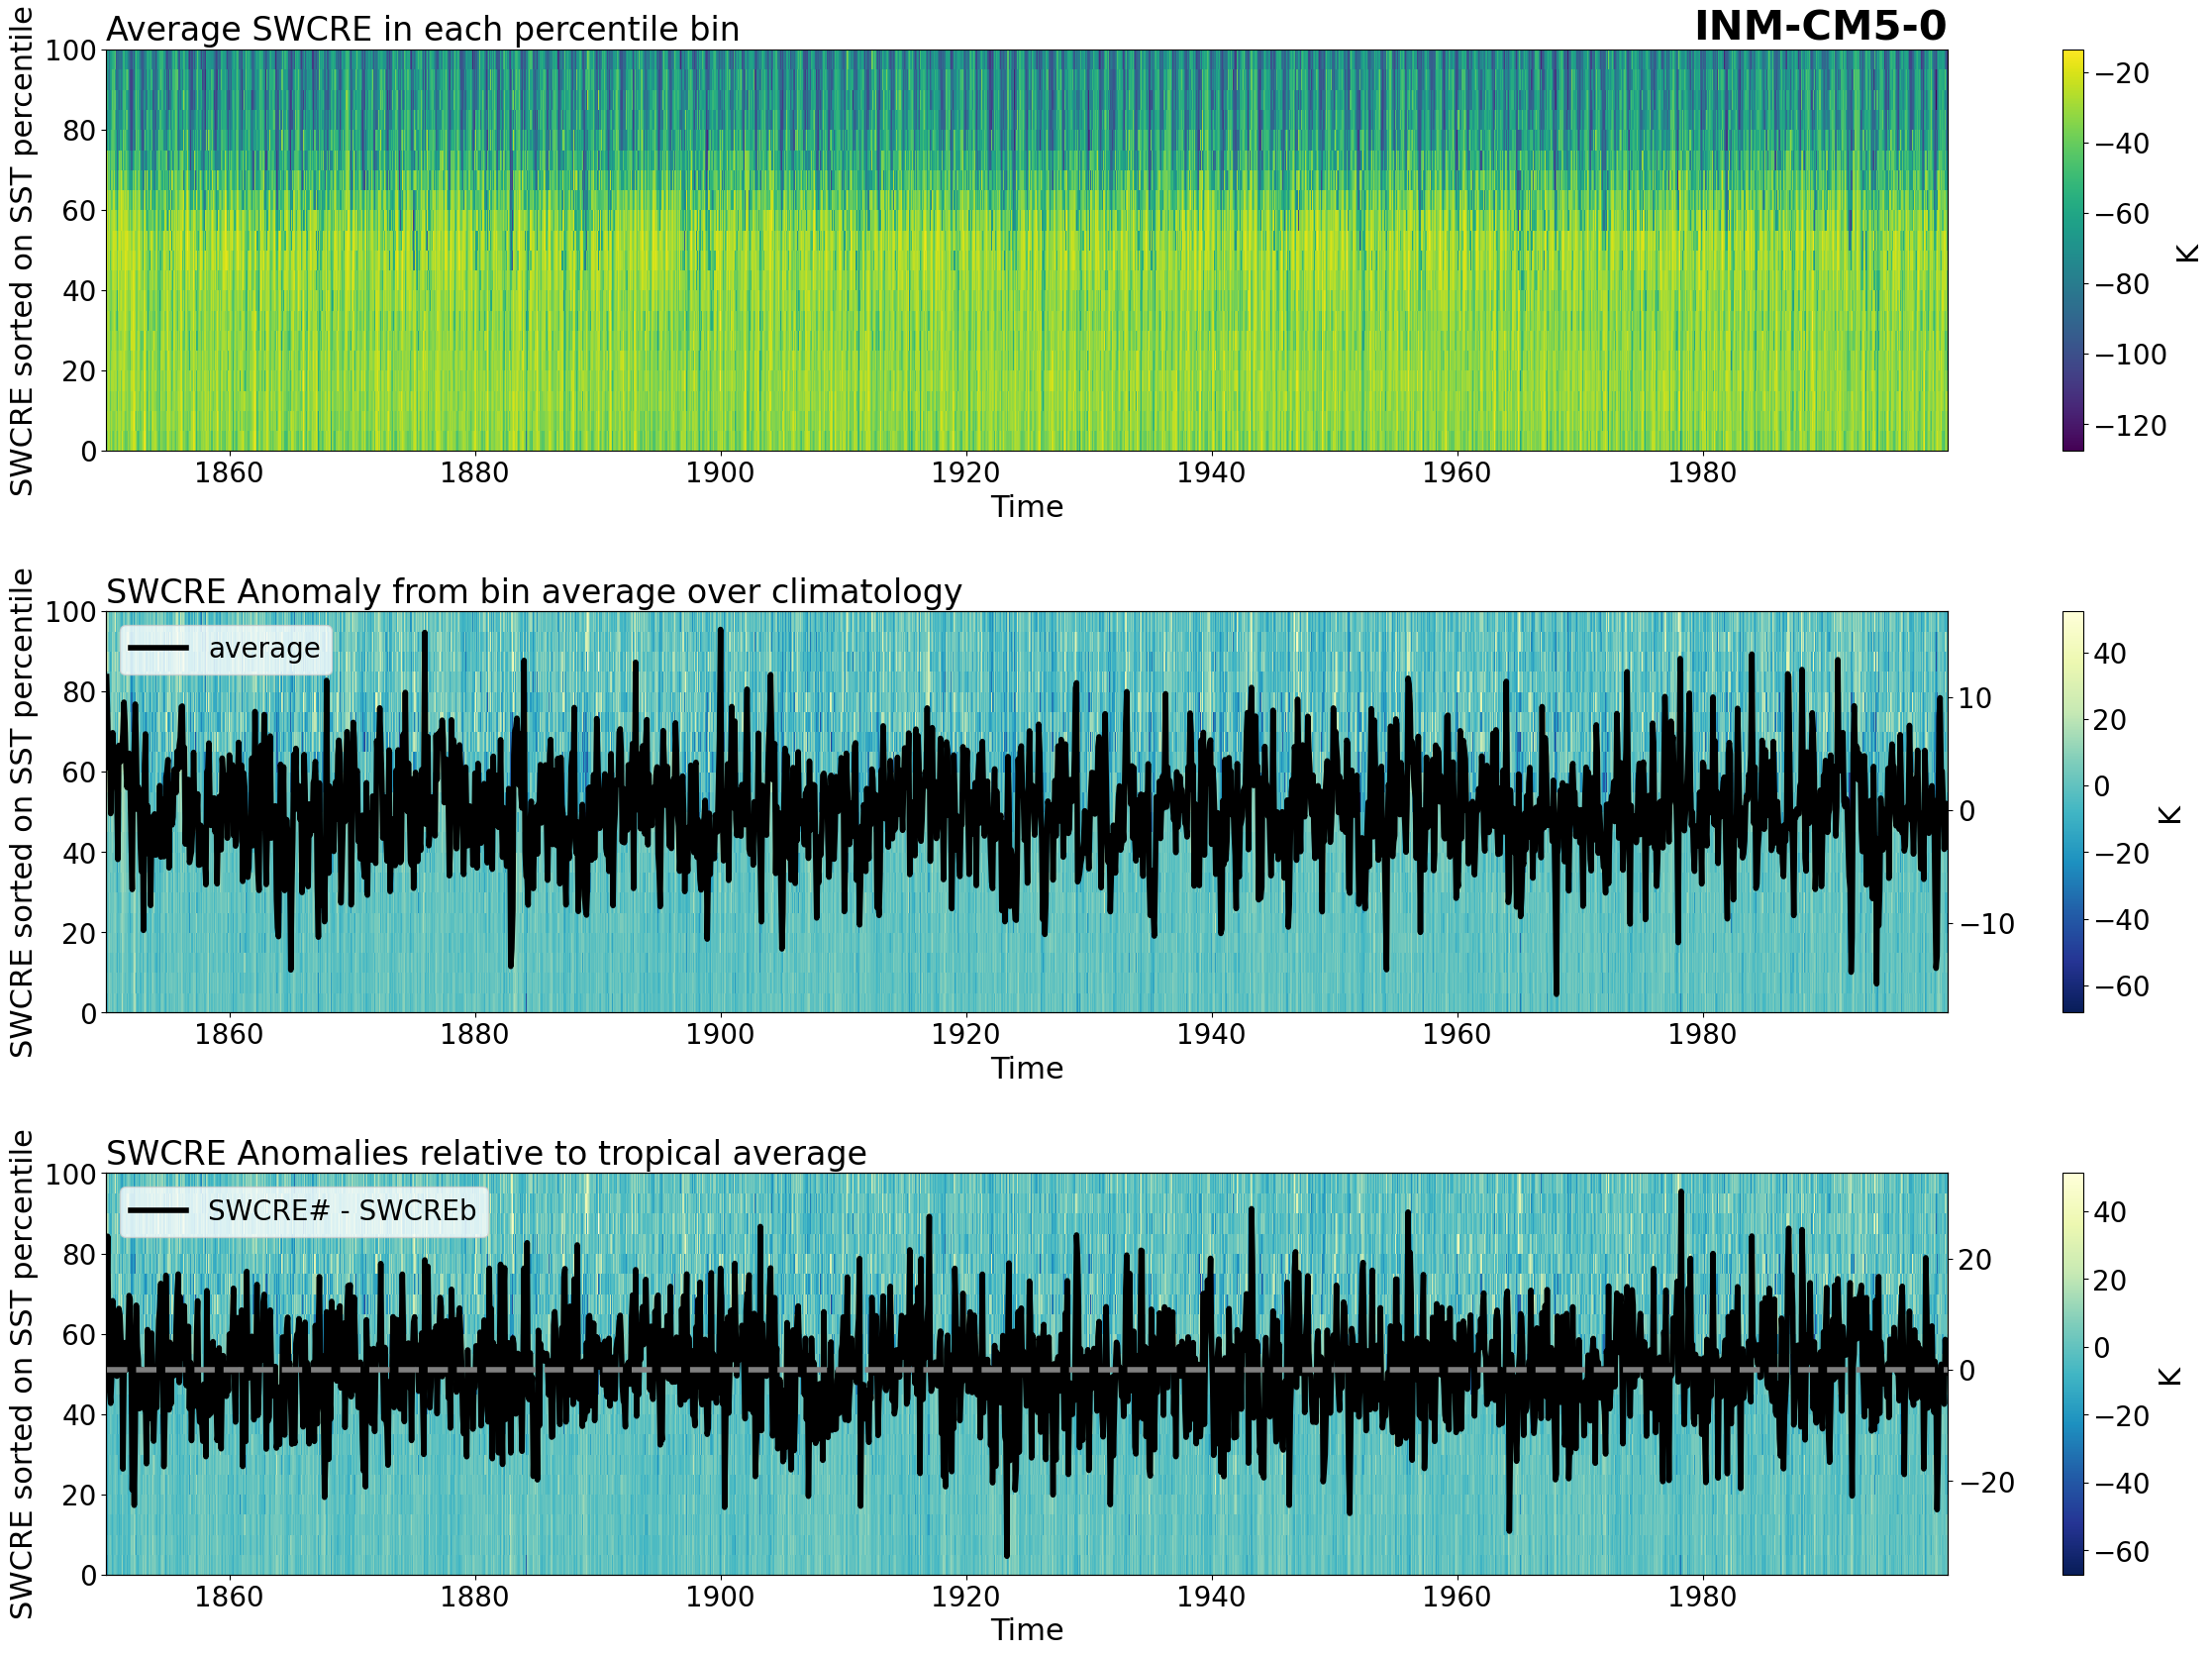 Average SWCRE in each percentile bin
INM-CM5-0
SWCRE sorted on SST percentile
100
80
60
40
20
0
1860 1880 1900 1920 1940 1960 1980
Time
−20
−40
−60
−80
−100
−120
K
SWCRE Anomaly from bin average over climatology
SWCRE sorted on SST percentile
100
80
60
40
20
0
average
10
0
−10
1860 1880 1900 1920 1940 1960 1980
Time
40
20
0
−20
−40
−60
K
SWCRE Anomalies relative to tropical average
SWCRE sorted on SST percentile
100
80
60
40
20
0
SWCRE# - SWCREb
20
0
−20
1860 1880 1900 1920 1940 1960 1980
Time
40
20
0
−20
−40
−60
K